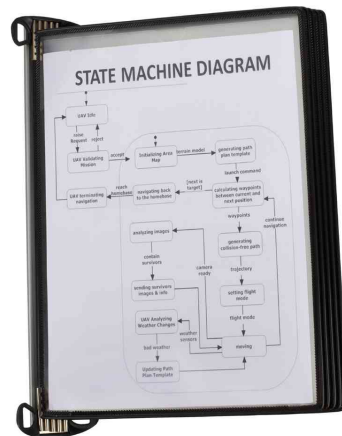 STATE MACHINE DIAGRAM
UAV Idle
new
Request
reject
UAV Validating
Mission
accept
Initializing Area
Map
terrain model
generating path
plan template
launch command
UAV terminating
navigation
reach
homebase
navigating back
to the homebase
[next is
target]
calculating waypoints
between current and
next position
continue
navigation
waypoints
analyzing images
generating
collision-free path
contain
survivors
camera
ready
trajectory
sending survivors
images & info
setting flight
mode
flight mode
UAV Analyzing
Weather Changes
weather
sensors
moving
bad weather
Updating Path
Plan Template